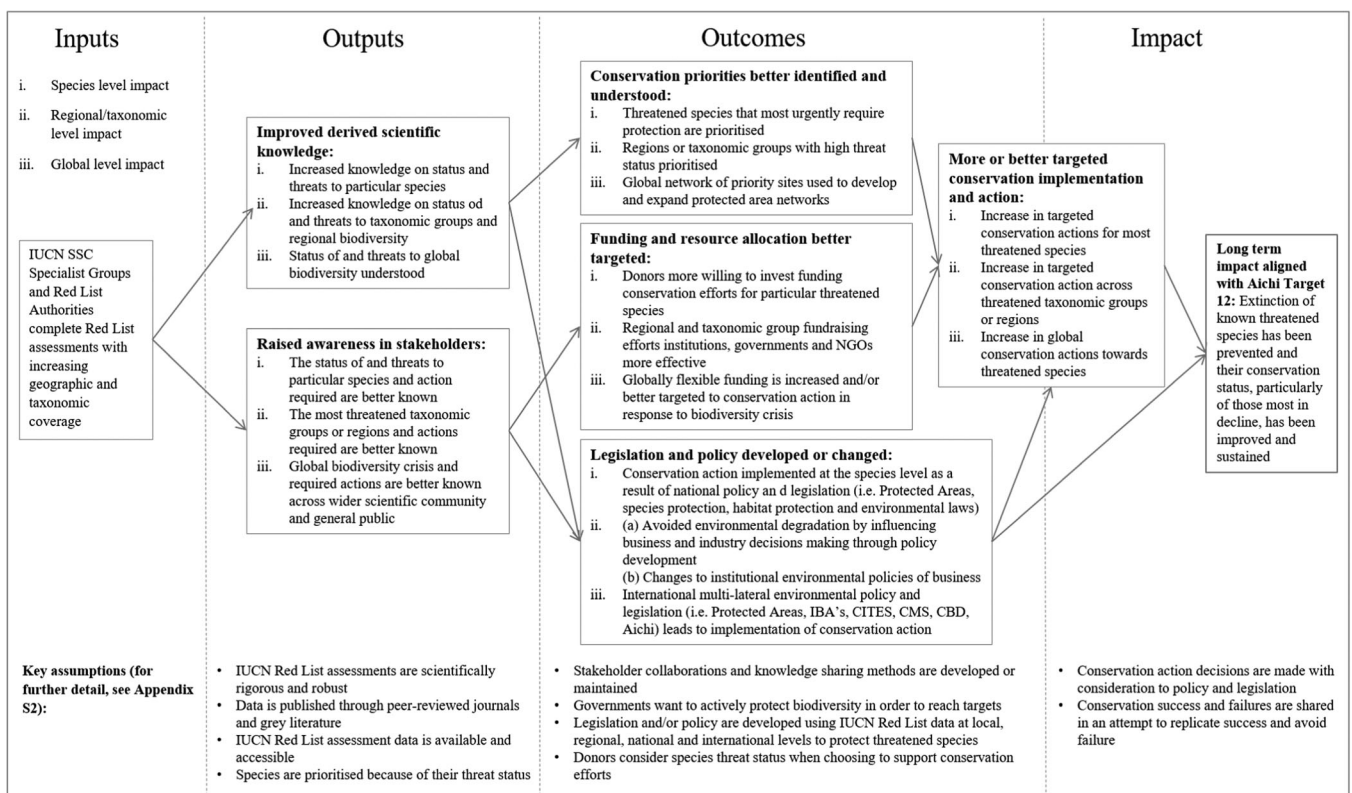 Inputs
i. Species level impact
ii. Regional/taxonomic
level impact
iii. Global level impact
IUCN SSC
Specialist Groups
and Red List
Authorities
complete Red List
assessments with
increasing
geographic and
taxonomic
coverage
Outputs
Improved derived scientific
knowledge:
i. Increased knowledge on status and
threats to particular species
ii. Increased knowledge on status od
and threats to taxonomic groups and
regional biodiversity
iii. Status of and threats to global
biodiversity understood
Raised awareness in stakeholders:
i. The status of and threats to
particular species and action
required are better known
ii. The most threatened taxonomic
groups or regions and actions
required are better known
iii. Global biodiversity crisis and
required actions are better known
across wider scientific community
and general public
Outcomes
Conservation priorities better identified and
understood:
i. Threatened species that most urgently require
protection are prioritised
ii. Regions or taxonomic groups with high threat
status prioritised
iii. Global network of priority sites used to develop
and expand protected area networks
Funding and resource allocation better
targeted:
i. Donors more willing to invest funding
conservation efforts for particular threatened
species
ii. Regional and taxonomic group fundraising
efforts institutions, governments and NGOs
more effective
iii. Globally flexible funding is increased and/or
better targeted to conservation action in
response to biodiversity crisis
Legislation and policy developed or changed:
i. Conservation action implemented at the species level as a
result of national policy an d legislation (i.e. Protected Areas,
species protection, habitat protection and environmental laws)
ii. (a) Avoided environmental degradation by influencing
business and industry decisions making through policy
development
(b) Changes to institutional environmental policies of business
iii. International multi-lateral environmental policy and
legislation (i.e. Protected Areas, IBA's, CITES, CMS, CBD,
Aichi) leads to implementation of conservation action
Impact
More or better targeted
conservation implementation
and action:
i. Increase in targeted
conservation actions for most
threatened species
ii. Increase in targeted
conservation action across
threatened taxonomic groups
or regions
iii. Increase in global
conservation actions towards
threatened species
Long term
impact aligned
with Aichi Target
12: Extinction of
known threatened
species has been
prevented and
their conservation
status, particularly
of those most in
decline, has been
improved and
sustained
Key assumptions (for
further detail, see Appendix
S2):
• IUCN Red List assessments are scientifically
rigorous and robust
• Data is published through peer-reviewed journals
and grey literature
• IUCN Red List assessment data is available and
accessible
• Species are prioritised because of their threat status
• Stakeholder collaborations and knowledge sharing methods are developed or
maintained
• Governments want to actively protect biodiversity in order to reach targets
• Legislation and/or policy are developed using IUCN Red List data at local,
regional, national and international levels to protect threatened species
• Donors consider species threat status when choosing to support conservation
efforts
• Conservation action decisions are made with
consideration to policy and legislation
• Conservation success and failures are shared
in an attempt to replicate success and avoid
failure